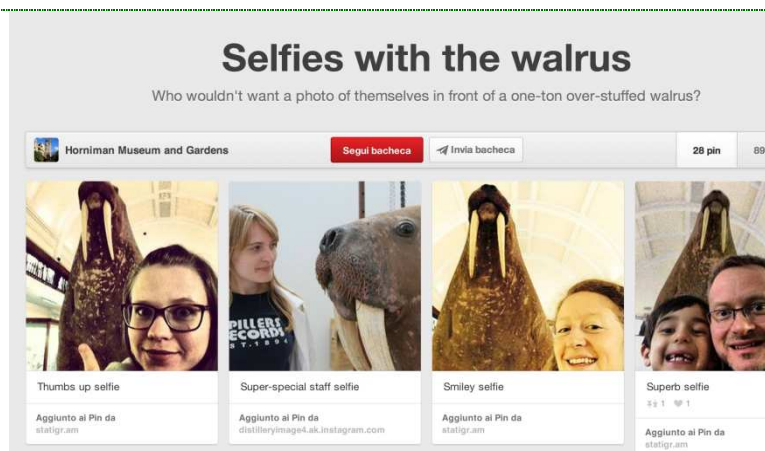 Selfies with the walrus
Who wouldn't want a photo of themselves in front of a one-ton over-stuffed walrus?
Horniman Museum and Gardens
Segui bacheca
Invia bacheca
28 pin
89
PILLERS
ECORDS
ST. 1894
Thumbs up selfie
Super-special staff selfie
Smiley selfie
Superb selfie
1 1
Aggiunto ai Pin da
statigr.am
Aggiunto ai Pin da
distilleryimage4.ak.instagram.com
Aggiunto ai Pin da
statigr.am
Aggiunto ai Pin da
statigr.am